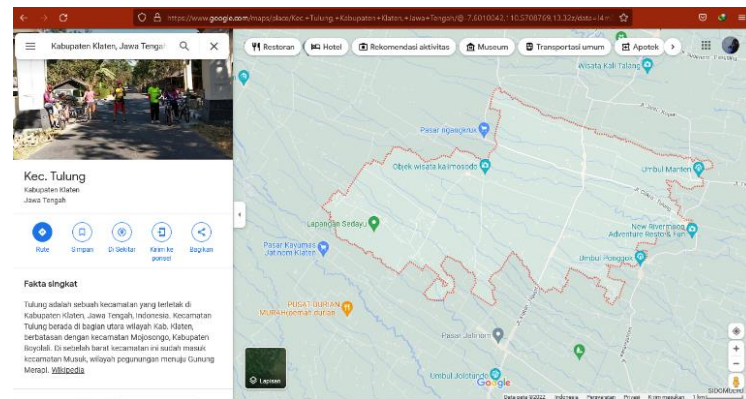 https://www.google.com/maps/place/Kec.+Tulung,+Kabupaten+Klaten,+Jawa+Tengah/@-7.6010042,110.5708769,13.32z/data=!4m
Kabupaten Klaten, Jawa Tengah
Restoran
Hotel
Rekomendasi aktivitas
Museum
Transportasi umum
Apotek
Wisata Kali Talang
Pasar ngangkruk
Objek wisata kalimosodo
Umbul Manten
Kec. Tulung
Kabupaten Klaten
Jawa Tengah
Lapangan Sedayu
New Rivermoon
Adventure Resto & Fan
Rute
Simpan
Di Sekitar
Kirim ke
ponsel
Bagikan
Pasar Kayumas
Jatinom Klaten
Umbul Ponggok
Fakta singkat
Tulung adalah sebuah kecamatan yang terletak di
Kabupaten Klaten, Jawa Tengah, Indonesia. Kecamatan
Tulung berada di bagian utara wilayah Kab. Klaten,
berbatasan dengan kecamatan Mojosongo, Kabupaten
Boyolali. Di sebelah barat kecamatan ini sudah masuk
kecamatan Musuk, wilayah pegunungan menuju Gunung
Merapi. Wikipedia
PUSAT DURIAN
Pasar Jatinom
Lapisan
Umbul Jolotundo
Google
Data peta ©2022
Indonesia
Persyaratan
Privasi
Kirim masukan
1 km